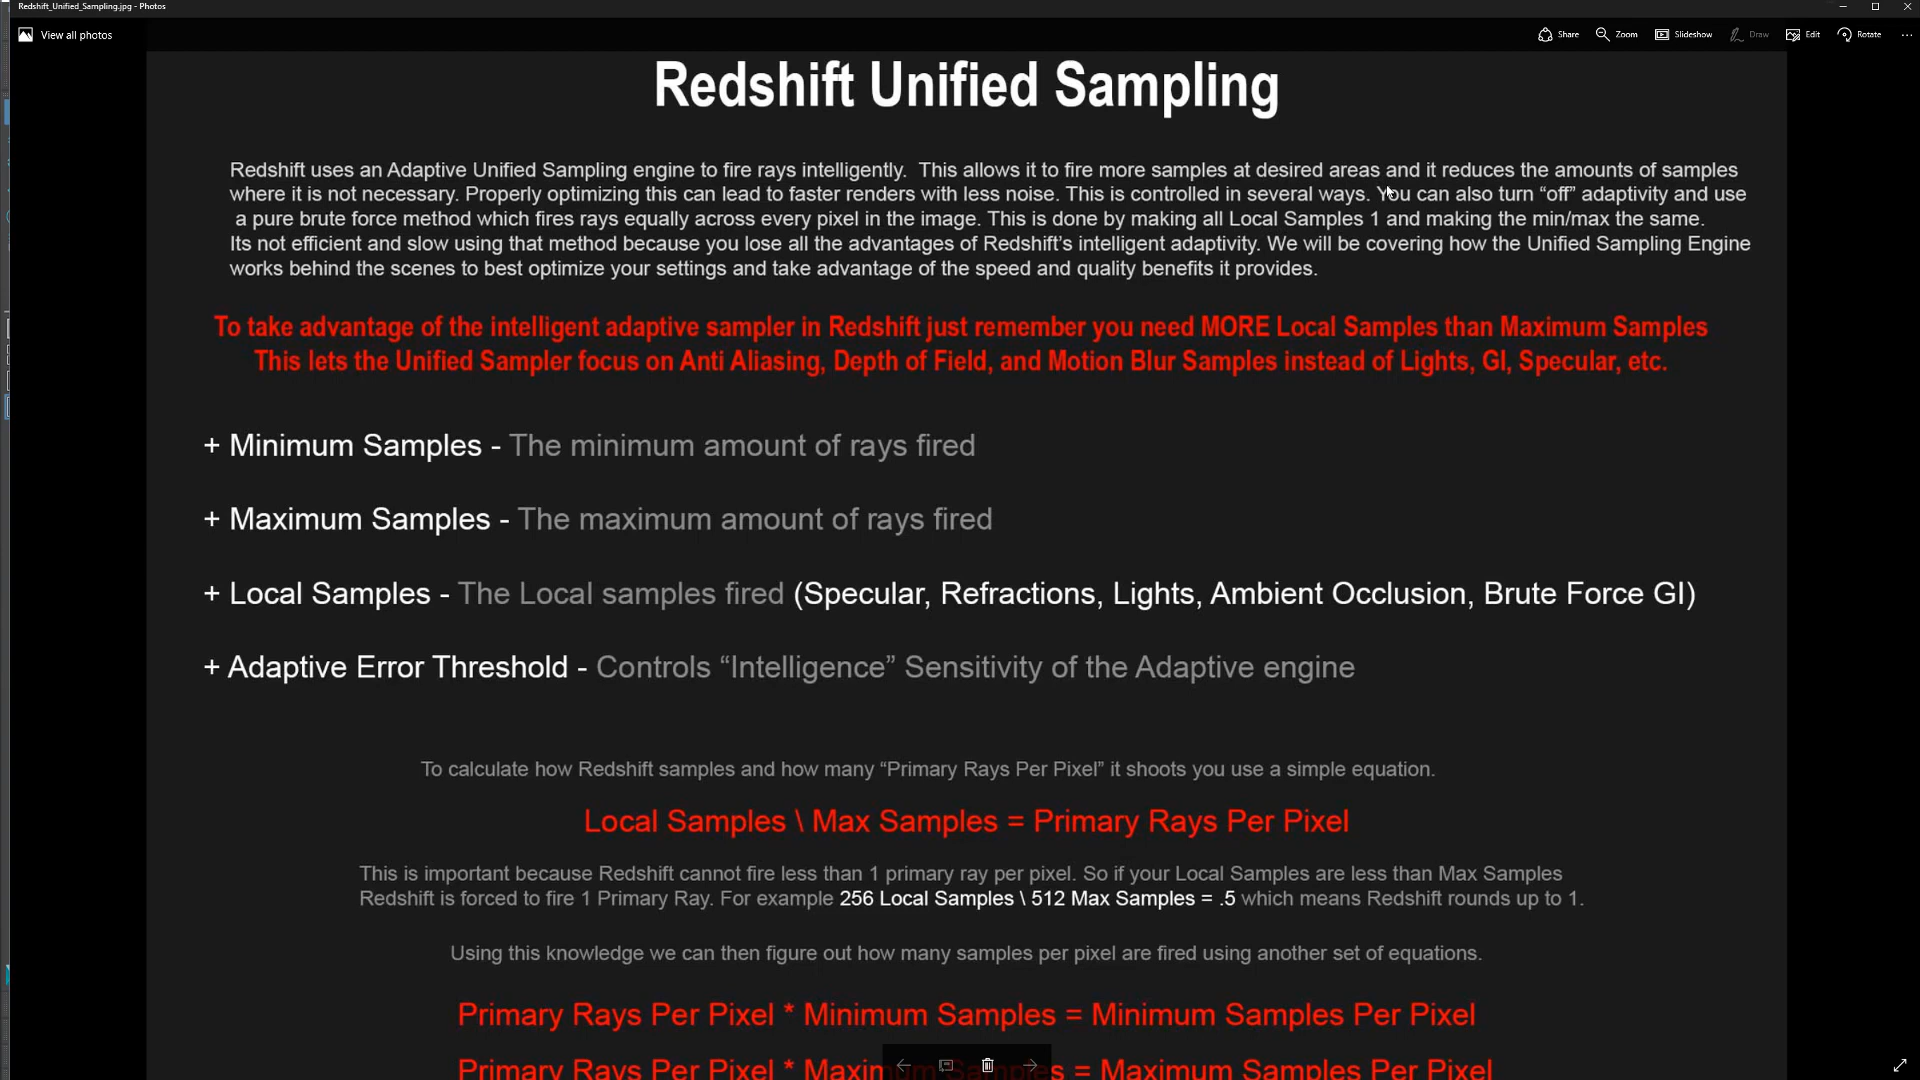 Redshift_Unified_Sampling.jpg - Photos
View all photos
Share
Zoom
Slideshow
Draw
Edit
Rotate
Redshift Unified Sampling
Redshift uses an Adaptive Unified Sampling engine to fire rays intelligently.  This allows it to fire more samples at desired areas and it reduces the amounts of samples
where it is not necessary. Properly optimizing this can lead to faster renders with less noise. This is controlled in several ways. You can also turn “off” adaptivity and use
a pure brute force method which fires rays equally across every pixel in the image. This is done by making all Local Samples 1 and making the min/max the same.
Its not efficient and slow using that method because you lose all the advantages of Redshift's intelligent adaptivity. We will be covering how the Unified Sampling Engine
works behind the scenes to best optimize your settings and take advantage of the speed and quality benefits it provides.
To take advantage of the intelligent adaptive sampler in Redshift just remember you need MORE Local Samples than Maximum Samples
This lets the Unified Sampler focus on Anti Aliasing, Depth of Field, and Motion Blur Samples instead of Lights, GI, Specular, etc.
+ Minimum Samples - The minimum amount of rays fired
+ Maximum Samples - The maximum amount of rays fired
+ Local Samples - The Local samples fired (Specular, Refractions, Lights, Ambient Occlusion, Brute Force GI)
+ Adaptive Error Threshold - Controls “Intelligence” Sensitivity of the Adaptive engine
To calculate how Redshift samples and how many “Primary Rays Per Pixel” it shoots you use a simple equation.
Local Samples \ Max Samples = Primary Rays Per Pixel
This is important because Redshift cannot fire less than 1 primary ray per pixel. So if your Local Samples are less than Max Samples
Redshift is forced to fire 1 Primary Ray. For example 256 Local Samples \ 512 Max Samples = .5 which means Redshift rounds up to 1.
Using this knowledge we can then figure out how many samples per pixel are fired using another set of equations.
Primary Rays Per Pixel * Minimum Samples = Minimum Samples Per Pixel
Primary Rays Per Pixel * Maximum Samples = Maximum Samples Per Pixel